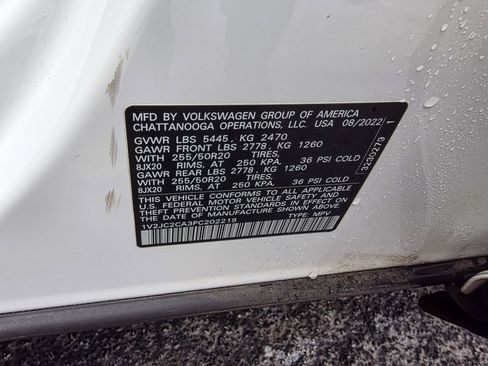 MFD BY VOLKSWAGEN GROUP OF AMERICA
CHATTANOOGA OPERATIONS, LLC. USA 08/2022
GVWR LBS 5445, KG 2470
GAWR FRONT LBS 2778, KG 1260
WITH 255/50R20 TIRES,
8JX20 RIMS, AT 250 KPA, 36 PSI COLD
GAWR REAR LBS 2778, KG 1260
WITH 255/50R20 TIRES,
8JX20 RIMS, AT 250 KPA, 36 PSI COLD
THIS VEHICLE CONFORMS TO ALL APPLICABLE
U.S. FEDERAL MOTOR VEHICLE SAFETY AND
THEFT PREVENTION STANDARDS IN EFFECT ON
THE DATE OF MANUFACTURE SHOWN ABOVE
1V2JC2CA3PC202219 TYPE: MPV
3230273 1